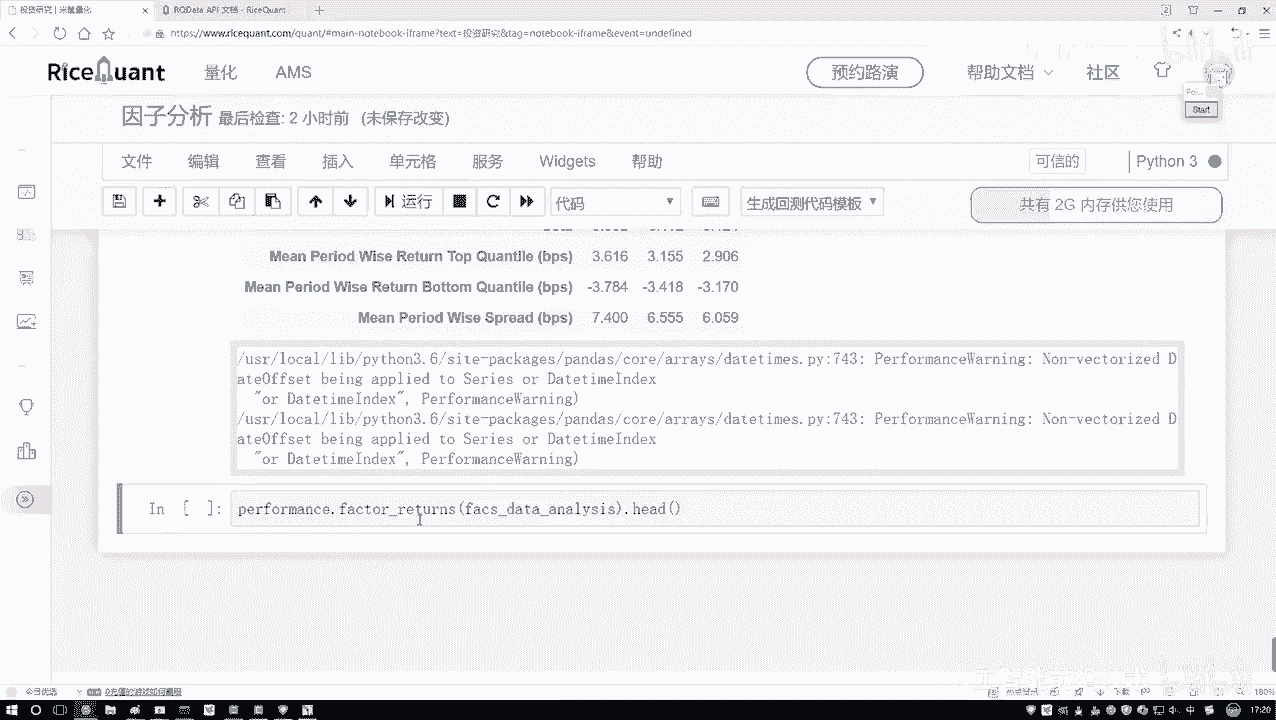 投资研究 | 米筐量化
RQData API 文档 - RiceQuant
https://www.ricequant.com/quant/#main-notebook-iframe?text=投资研究&tag=notebook-iframe&event=undefined
RiceQuant 量化 AMS 预约路演 帮助文档 社区
Start
因子分析 最后检查: 2 小时前 (未保存改变)
文件 编辑 查看 插入 单元格 服务 Widgets 帮助 可信的 Python 3
运行 代码 生成回测代码模板 共有 2G 内存供您使用
Mean Period Wise Return Top Quantile (bps) 3.616 3.155 2.906
Mean Period Wise Return Bottom Quantile (bps) -3.784 -3.418 -3.170
Mean Period Wise Spread (bps) 7.400 6.555 6.059
/usr/local/lib/python3.6/site-packages/pandas/core/arrays/datetimes.py:743: PerformanceWarning: Non-vectorized D
ateOffset being applied to Series or DatetimeIndex
"or DatetimeIndex", PerformanceWarning)
/usr/local/lib/python3.6/site-packages/pandas/core/arrays/datetimes.py:743: PerformanceWarning: Non-vectorized D
ateOffset being applied to Series or DatetimeIndex
"or DatetimeIndex", PerformanceWarning)
In [ ]: performance.factor_returns(facs_data_analysis).head()
今日优选
下载
180%
中
17:20